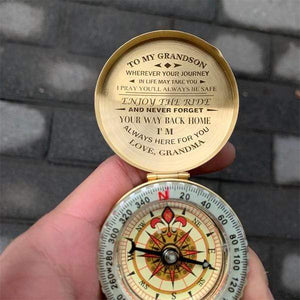 TO MY GRANDSON
WHEREVER YOUR JOURNEY
IN LIFE MAY TAKE YOU
I PRAY YOU'LL ALWAYS BE SAFE
ENJOY THE RIDE
AND NEVER FORGET
YOUR WAY BACK HOME
I'M
ALWAYS HERE FOR YOU
LOVE, GRANDMA
N